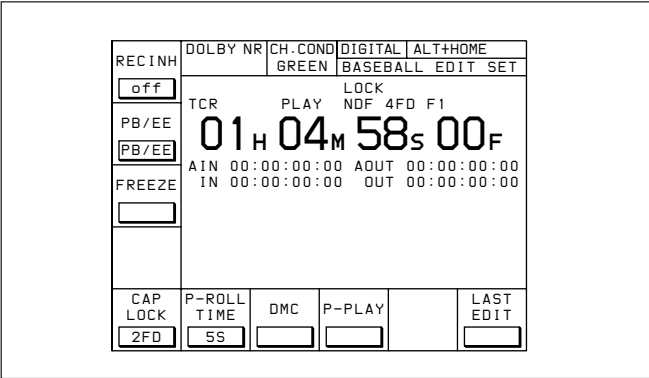 RECINH
off
PB/EE
PB/EE
FREEZE
DOLBY NR CH.COND DIGITAL ALT+HOME
GREEN BASEBALL EDIT SET
LOCK
TCR PLAY NDF 4FD F1
01H 04M 58S 00F
AIN 00:00:00:00 AOUT 00:00:00:00
IN 00:00:00:00 OUT 00:00:00:00
CAP LOCK
2FD
P-ROLL TIME
5S
DMC
P-PLAY
LAST EDIT